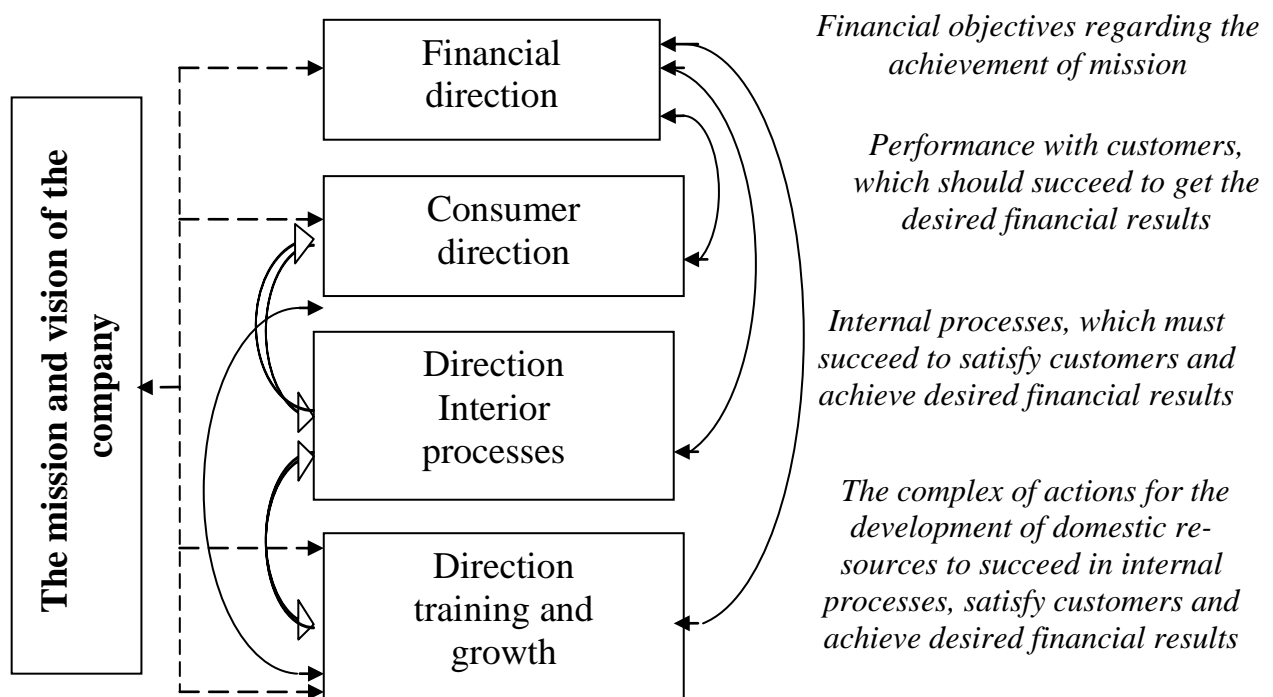 The mission and vision of the
company
Financial
direction
Financial objectives regarding the
achievement of mission
Consumer
direction
Performance with customers,
which should succeed to get the
desired financial results
Direction
Interior
processes
Internal processes, which must
succeed to satisfy customers and
achieve desired financial results
Direction
training and
growth
The complex of actions for the
development of domestic re-
sources to succeed in internal
processes, satisfy customers and
achieve desired financial results